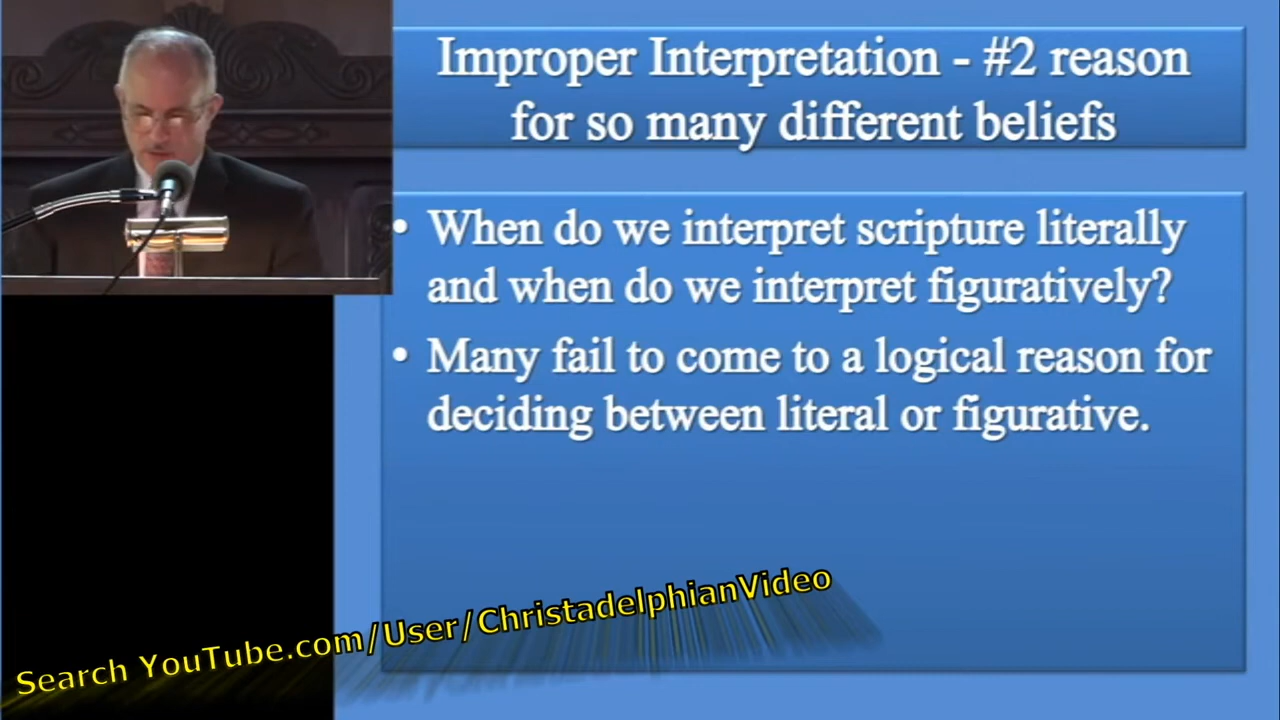 Improper Interpretation - #2 reason
for so many different beliefs
• When do we interpret scripture literally
and when do we interpret figuratively?
• Many fail to come to a logical reason for
deciding between literal or figurative.
Search YouTube.com/User/ChristadelphianVideo